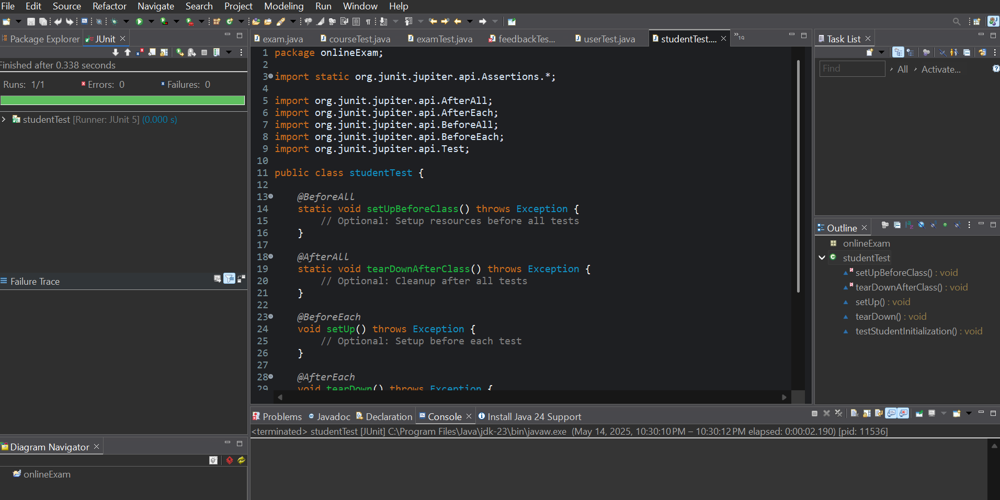 File Edit Source Refactor Navigate Search Project Modeling Run Window Help
Package Explorer
JUnit
Finished after 0.338 seconds
Runs: 1/1 Errors: 0 Failures: 0
studentTest [Runner: JUnit 5] (0.000 s)
Failure Trace
Diagram Navigator
onlineExam
exam.java courseTest.java examTest.java feedbackTes... userTest.java studentTest.... »19
1 package onlineExam;
2
3 import static org.junit.jupiter.api.Assertions.*;
4
5 import org.junit.jupiter.api.AfterAll;
6 import org.junit.jupiter.api.AfterEach;
7 import org.junit.jupiter.api.BeforeAll;
8 import org.junit.jupiter.api.BeforeEach;
9 import org.junit.jupiter.api.Test;
10
11 public class studentTest {
12
13 @BeforeAll
14 static void setUpBeforeClass() throws Exception {
15 // Optional: Setup resources before all tests
16 }
17
18 @AfterAll
19 static void tearDownAfterClass() throws Exception {
20 // Optional: Cleanup after all tests
21 }
22
23 @BeforeEach
24 void setUp() throws Exception {
25 // Optional: Setup before each test
26 }
27
28 @AfterEach
29 void tearDown() throws Exception {
Problems Javadoc Declaration Console Install Java 24 Support
<terminated> studentTest [JUnit] C:\Program Files\Java\jdk-23\bin\javaw.exe (May 14, 2025, 10:30:10 PM – 10:30:12 PM elapsed: 0:00:02.190) [pid: 11536]
Task List
Find All Activate...
Outline
onlineExam
studentTest
setUpBeforeClass() : void
tearDownAfterClass() : void
setUp() : void
tearDown() : void
testStudentInitialization() : void